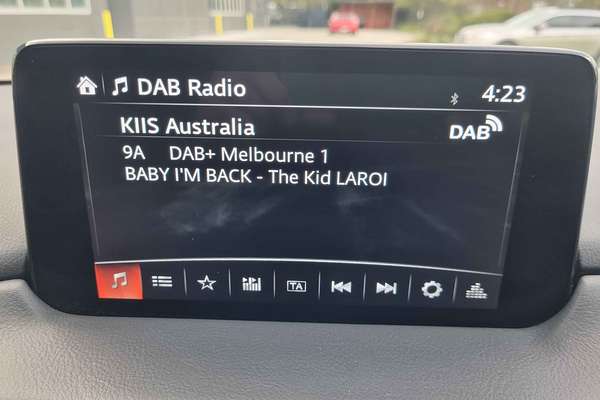 DAB Radio
4:23
KIIS Australia
DAB
9A DAB+ Melbourne 1
BABY I'M BACK - The Kid LAROI
TA